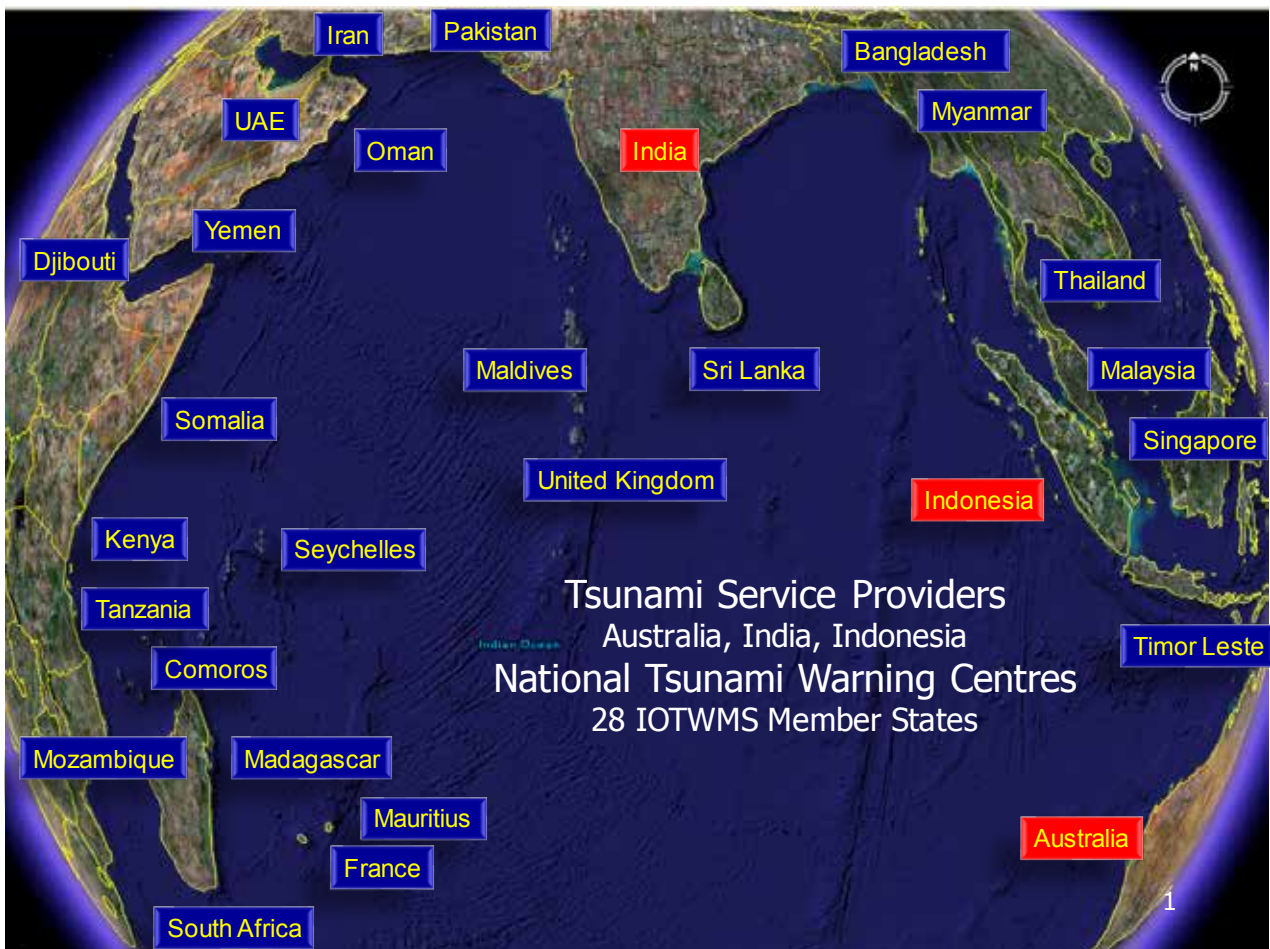 Iran
Pakistan
Bangladesh
N
UAE
Myanmar
Oman
India
Yemen
Djibouti
Thailand
Maldives
Sri Lanka
Malaysia
Somalia
Singapore
United Kingdom
Indonesia
Kenya
Seychelles
Tanzania
Tsunami Service Providers
Australia, India, Indonesia
Indian Ocean
Timor Leste
Comoros
National Tsunami Warning Centres
28 IOTWMS Member States
Mozambique
Madagascar
Mauritius
Australia
France
1
South Africa